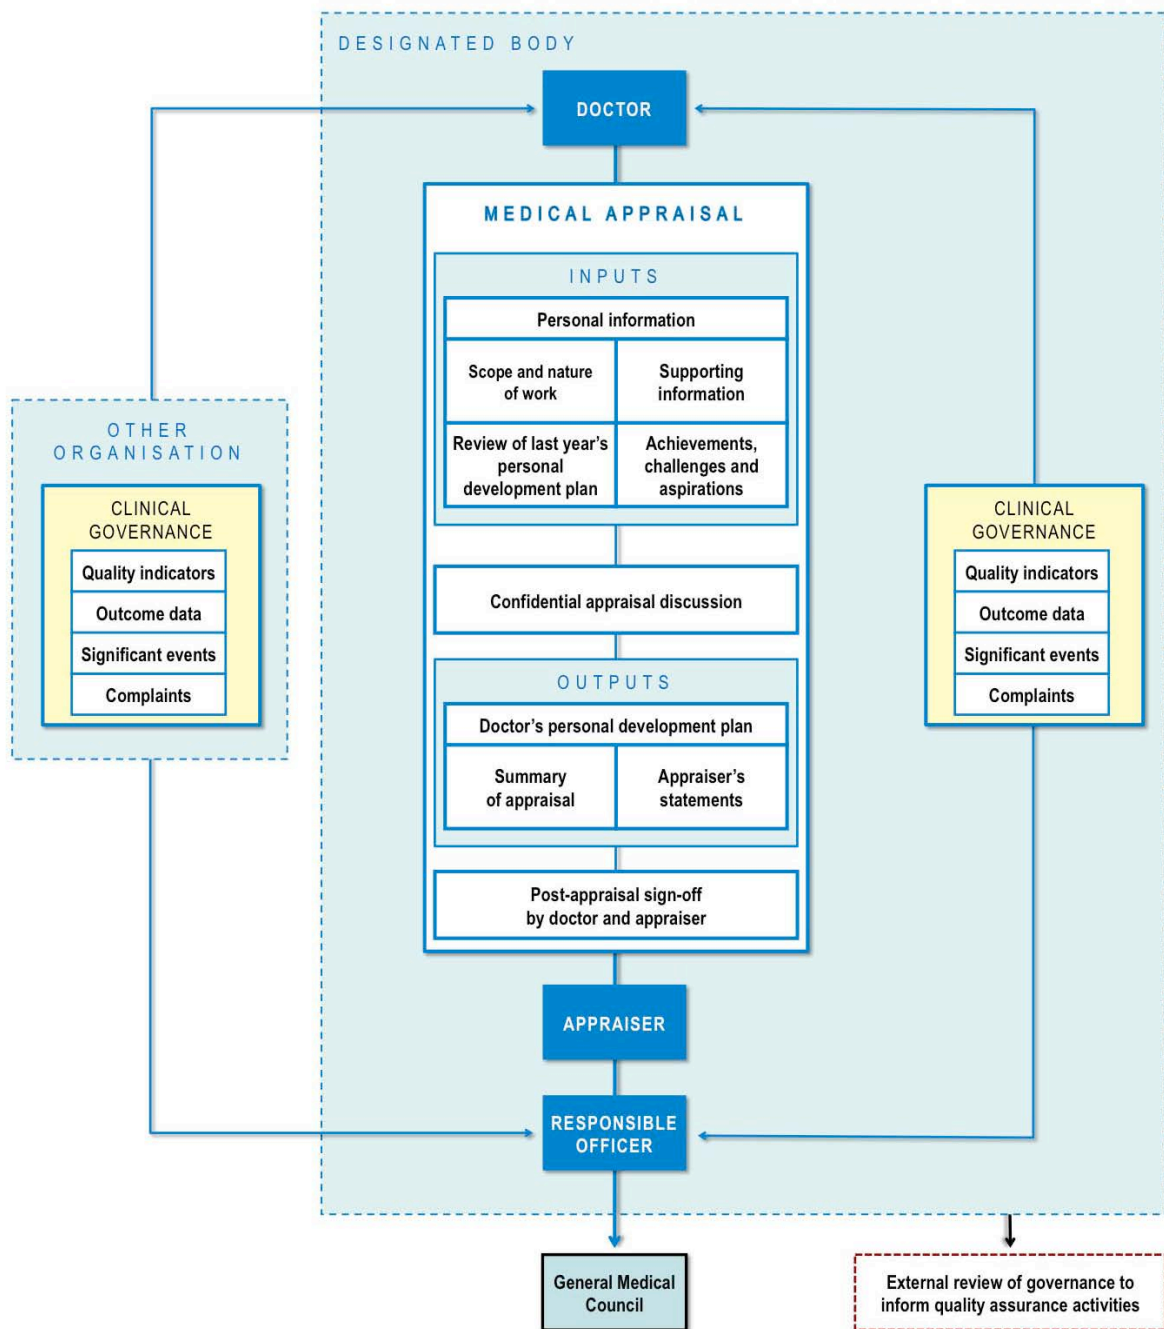 DESIGNATED BODY
DOCTOR
MEDICAL APPRAISAL
INPUTS
Personal information
Scope and nature
of work
Supporting
information
Review of last year's
personal
development plan
Achievements,
challenges and
aspirations
Confidential appraisal discussion
OUTPUTS
Doctor's personal development plan
Summary
of appraisal
Appraiser's
statements
Post-appraisal sign-off
by doctor and appraiser
APPRAISER
RESPONSIBLE
OFFICER
OTHER
ORGANISATION
CLINICAL
GOVERNANCE
Quality indicators
Outcome data
Significant events
Complaints
CLINICAL
GOVERNANCE
Quality indicators
Outcome data
Significant events
Complaints
General Medical
Council
External review of governance to
inform quality assurance activities